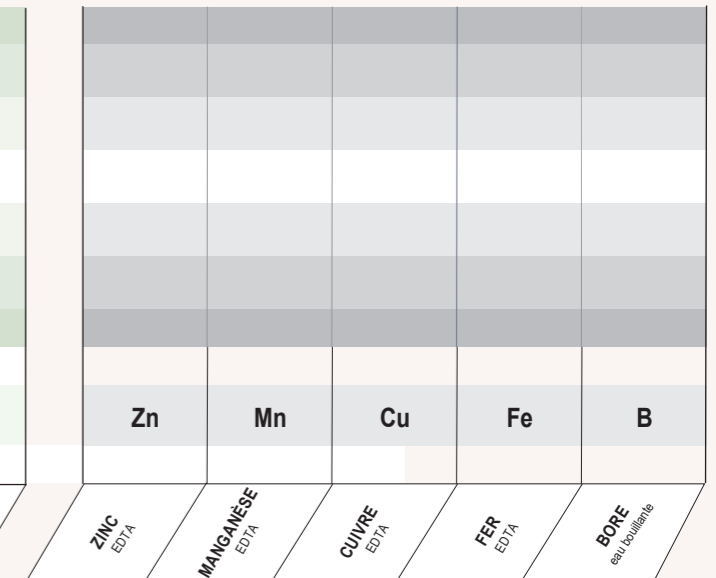 Zn Mn Cu Fe B
ZINC
EDTA
MANGANÈSE
EDTA
CUIVRE
EDTA
FER
EDTA
BORE
eau bouillante